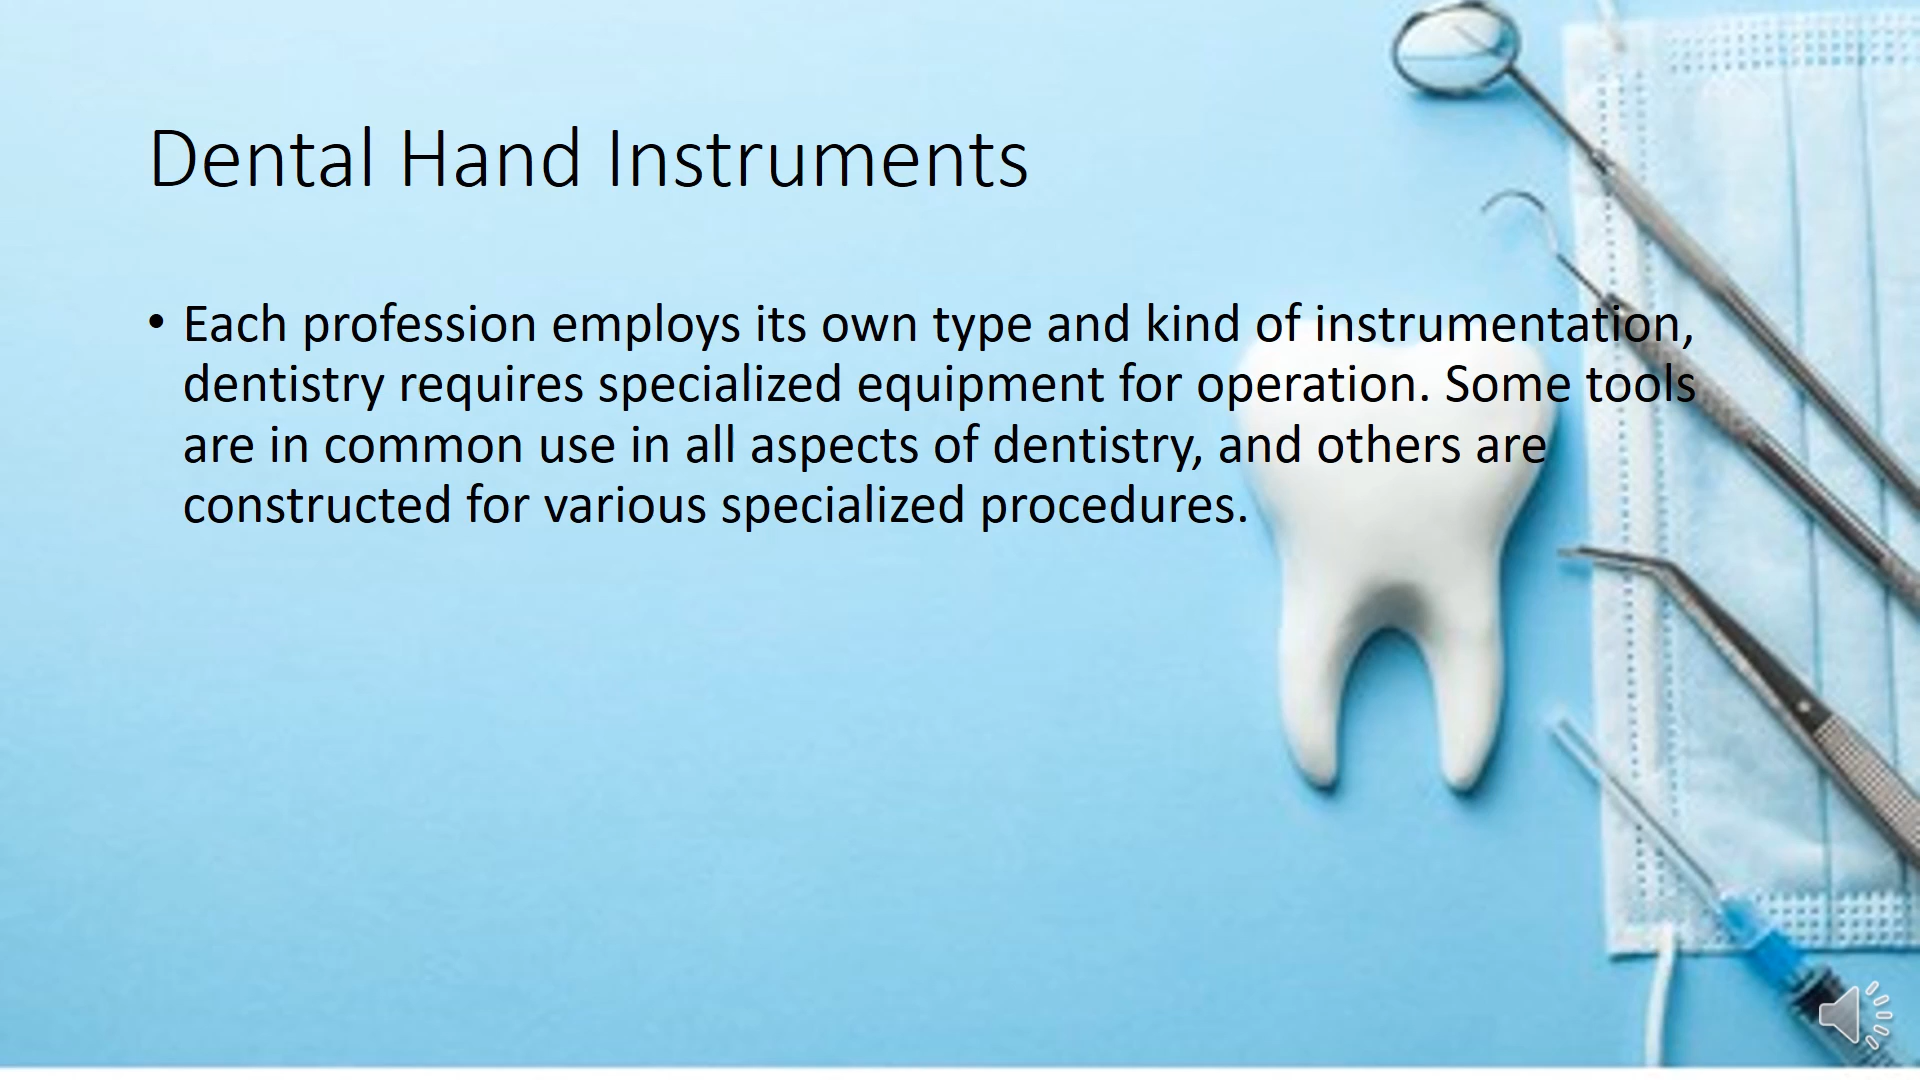 Dental Hand Instruments
• Each profession employs its own type and kind of instrumentation,
dentistry requires specialized equipment for operation. Some tools
are in common use in all aspects of dentistry, and others are
constructed for various specialized procedures.